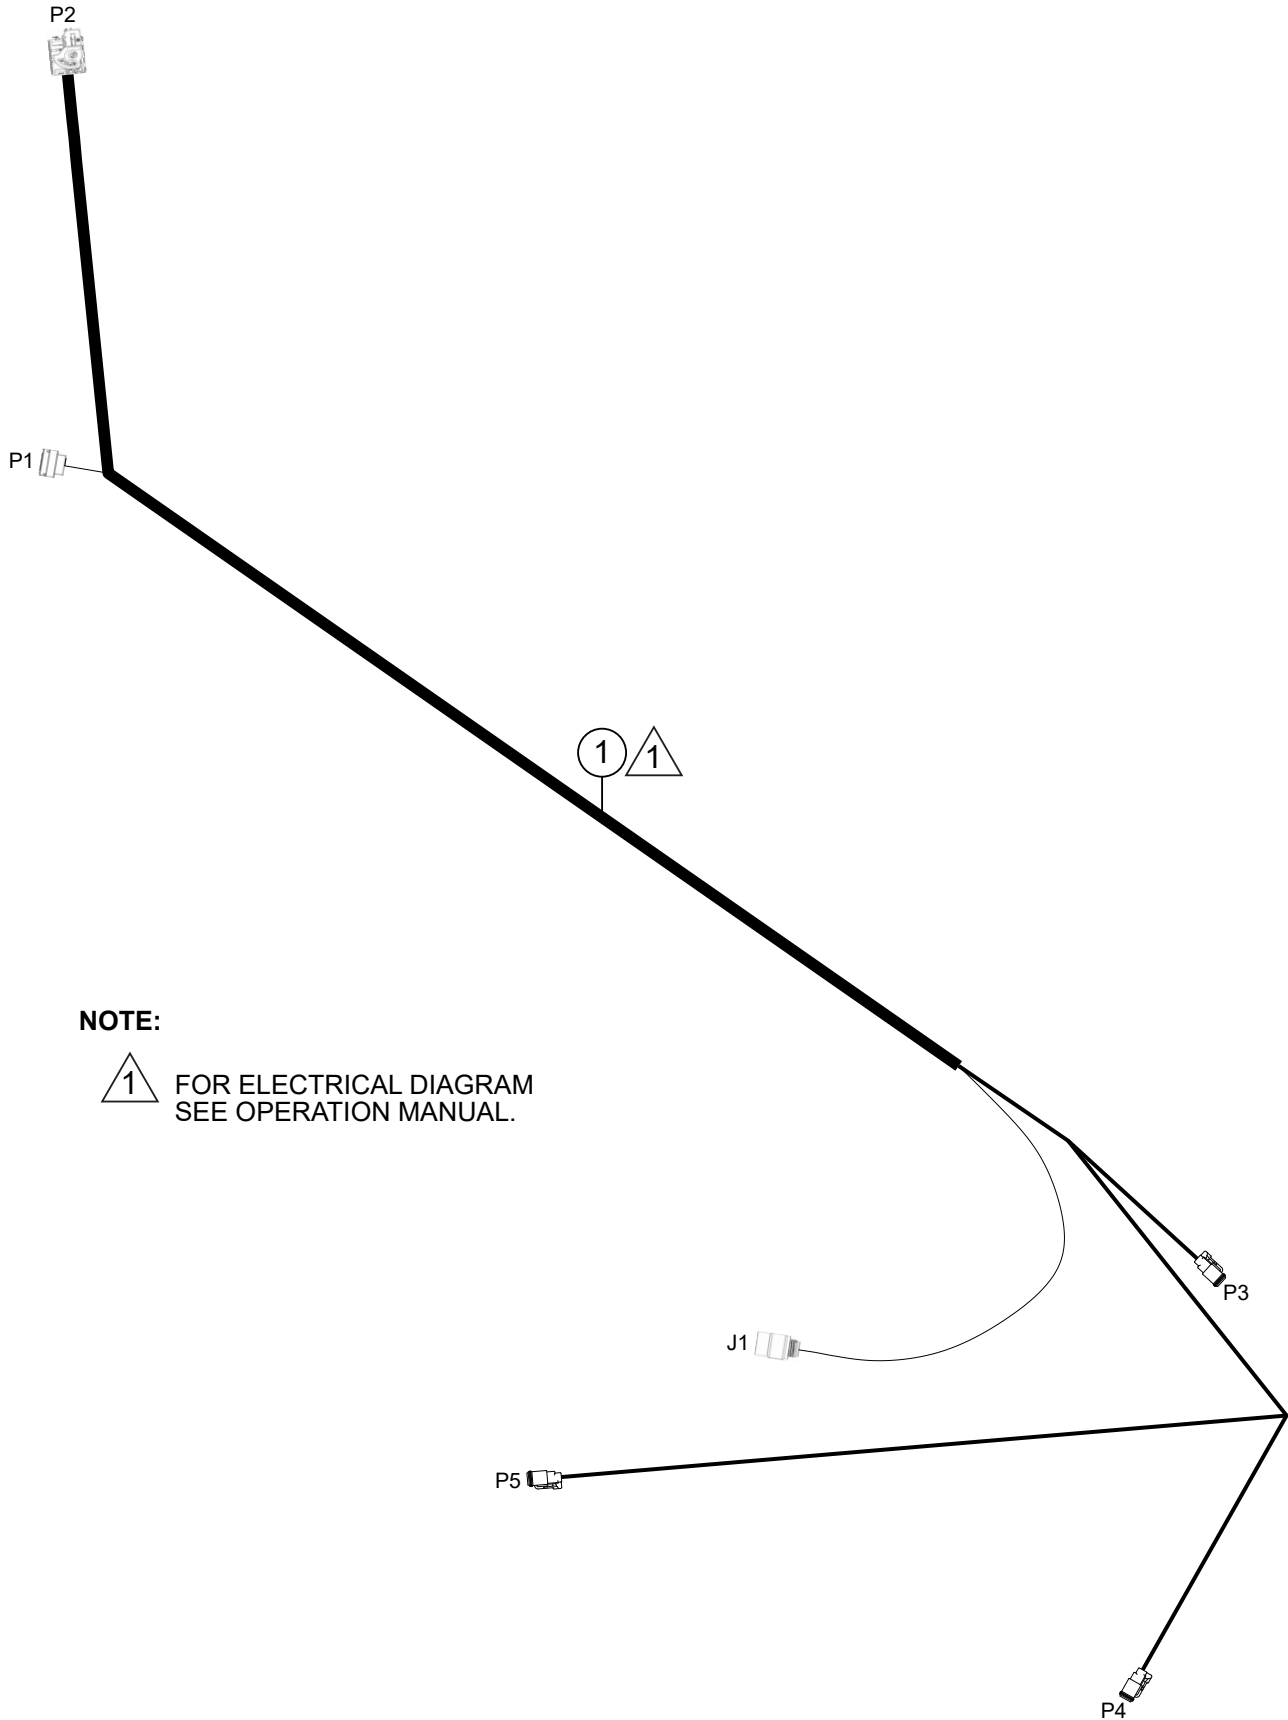 P2
P1
1 1
NOTE:
1 FOR ELECTRICAL DIAGRAM
SEE OPERATION MANUAL.
P3
J1
P5
P4